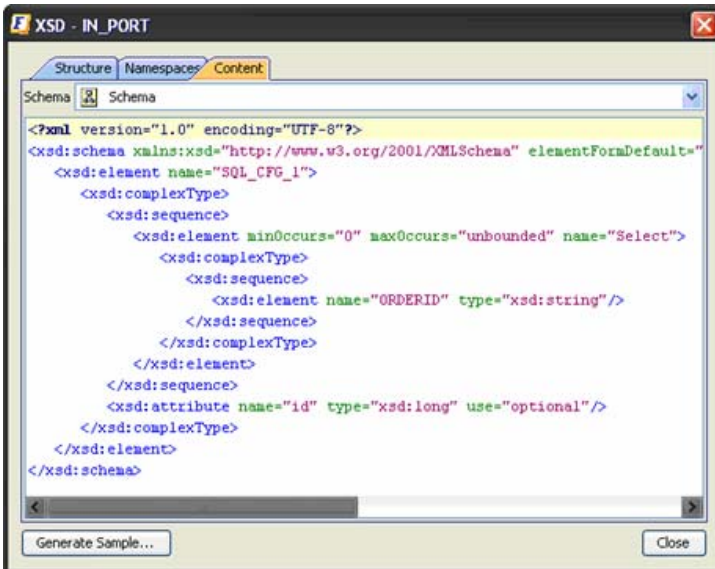 XSD - IN_PORT
Structure Namespaces Content
Schema Schema
<?xml version="1.0" encoding="UTF-8"?>
<xsd:schema xmlns:xsd="http://www.w3.org/2001/XMLSchema" elementFormDefault="
<xsd:element name="SQL_CFG_1">
<xsd:complexType>
<xsd:sequence>
<xsd:element minOccurs="0" maxOccurs="unbounded" name="Select">
<xsd:complexType>
<xsd:sequence>
<xsd:element name="ORDERID" type="xsd:string"/>
</xsd:sequence>
</xsd:complexType>
</xsd:element>
</xsd:sequence>
<xsd:attribute name="id" type="xsd:long" use="optional"/>
</xsd:complexType>
</xsd:element>
</xsd:schema>
Generate Sample... Close